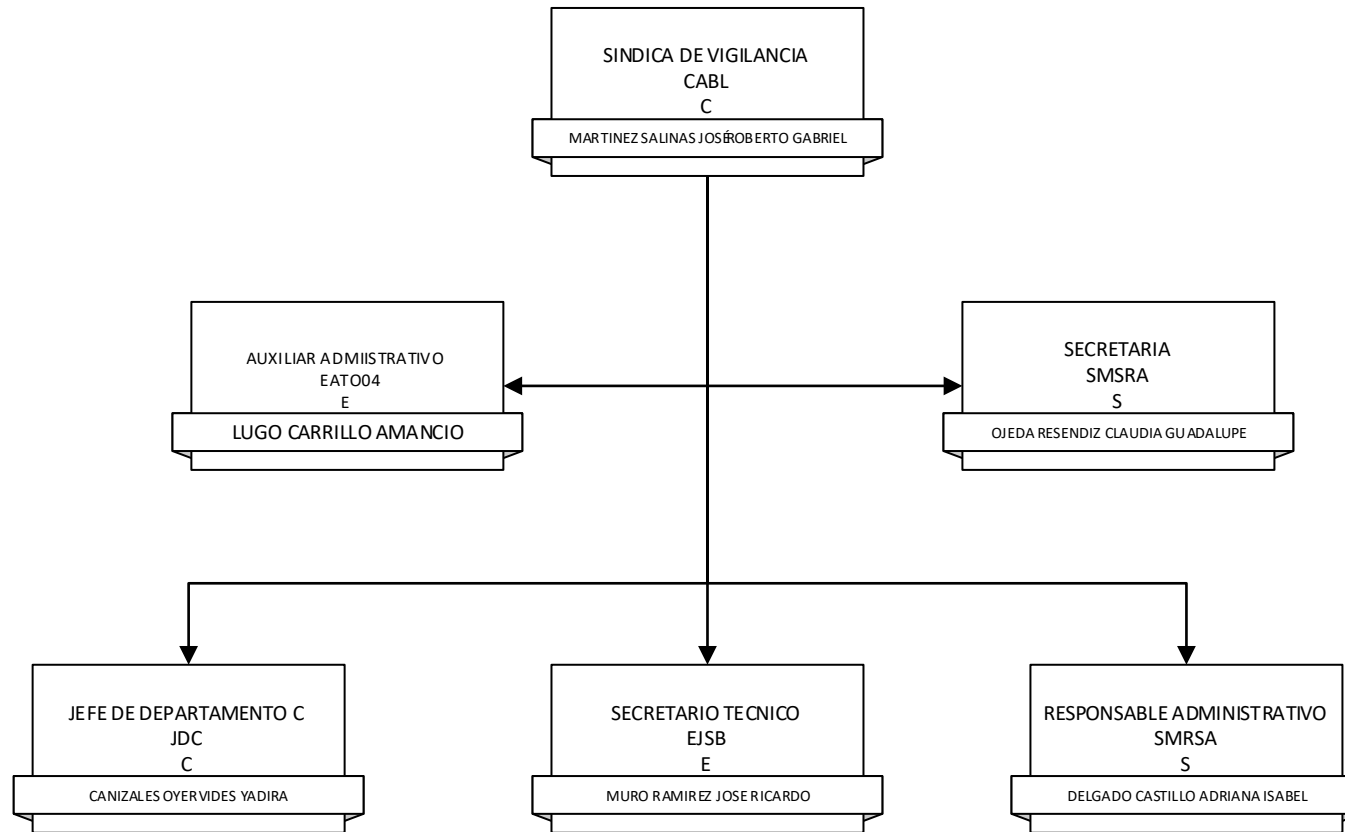 SINDICA DE VIGILANCIA
CABL
C
MARTINEZ SALINAS JOSÉ ROBERTO GABRIEL
AUXILIAR ADMIISTRATIVO
EATO04
E
LUGO CARRILLO AMANCIO
SECRETARIA
SMSRA
S
OJEDA RESENDIZ CLAUDIA GUADALUPE
JEFE DE DEPARTAMENTO C
JDC
C
CANIZALES OYERVIDES YADIRA
SECRETARIO TECNICO
EJSB
E
MURO RAMIREZ JOSE RICARDO
RESPONSABLE ADMINISTRATIVO
SMRSA
S
DELGADO CASTILLO ADRIANA ISABEL